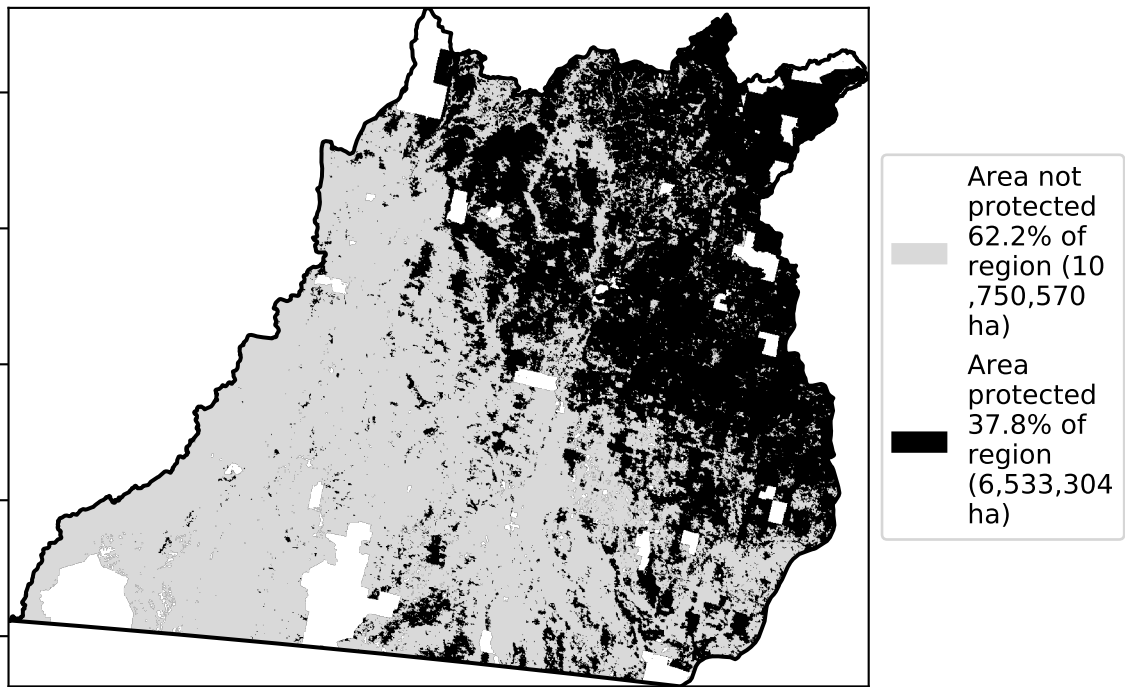 Area not
protected
62.2% of
region (10
,750,570
ha)
Area
protected
37.8% of
region
(6,533,304
ha)